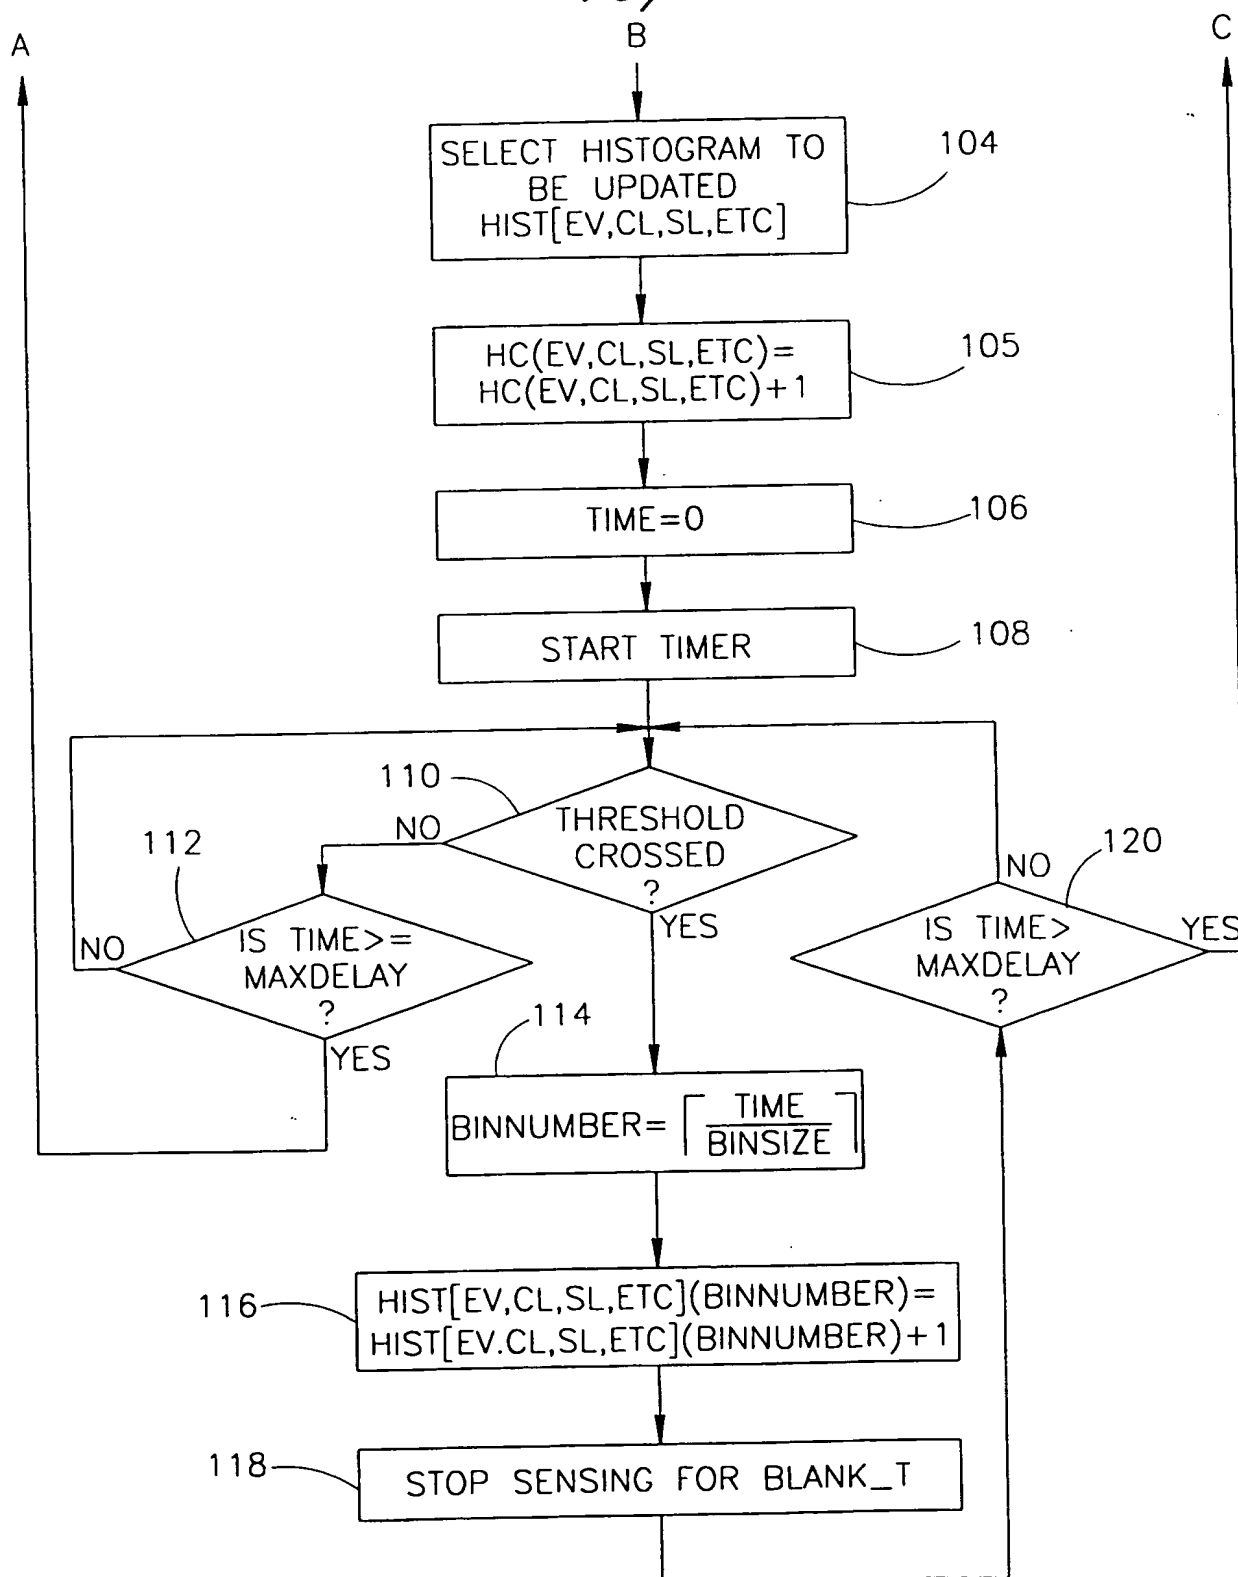 A
B
C
SELECT HISTOGRAM TO
BE UPDATED
HIST[EV,CL,SL,ETC]
104
HC(EV,CL,SL,ETC)=
HC(EV,CL,SL,ETC)+1
105
TIME=0
106
START TIMER
108
110
THRESHOLD
CROSSED
?
NO
YES
112
IS TIME>=
MAXDELAY
?
NO
YES
120
NO
IS TIME>
MAXDELAY
?
YES
114
BINNUMBER=⌈TIME
BINSIZE⌉
116
HIST[EV,CL,SL,ETC](BINNUMBER)=
HIST[EV.CL,SL,ETC](BINNUMBER)+1
118
STOP SENSING FOR BLANK_T